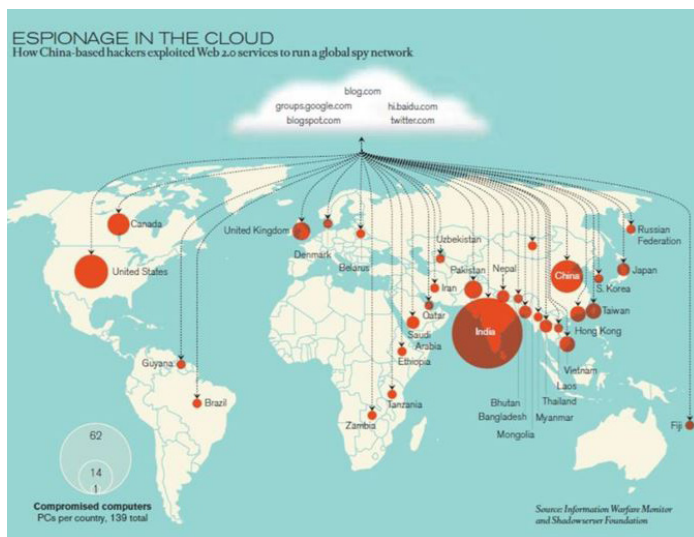 ESPIONAGE IN THE CLOUD
How China-based hackers exploited Web 2.0 services to run a global spy network
blog.com
groups.google.com
hi.baidu.com
blogspot.com
twitter.com
Canada
United States
United Kingdom
Denmark
Belarus
Uzbekistan
Russian
Federation
Pakistan
Nepal
China
Japan
Iran
S. Korea
Qatar
Taiwan
Saudi
Arabia
India
Hong Kong
Ethiopia
Guyana
Vietnam
Laos
Thailand
Brazil
Tanzania
Zambia
Bhutan
Bangladesh
Myanmar
Mongolia
Fiji
62
14
1
Compromised computers
PCs per country, 139 total
Source: Information Warfare Monitor
and Shadowserver Foundation